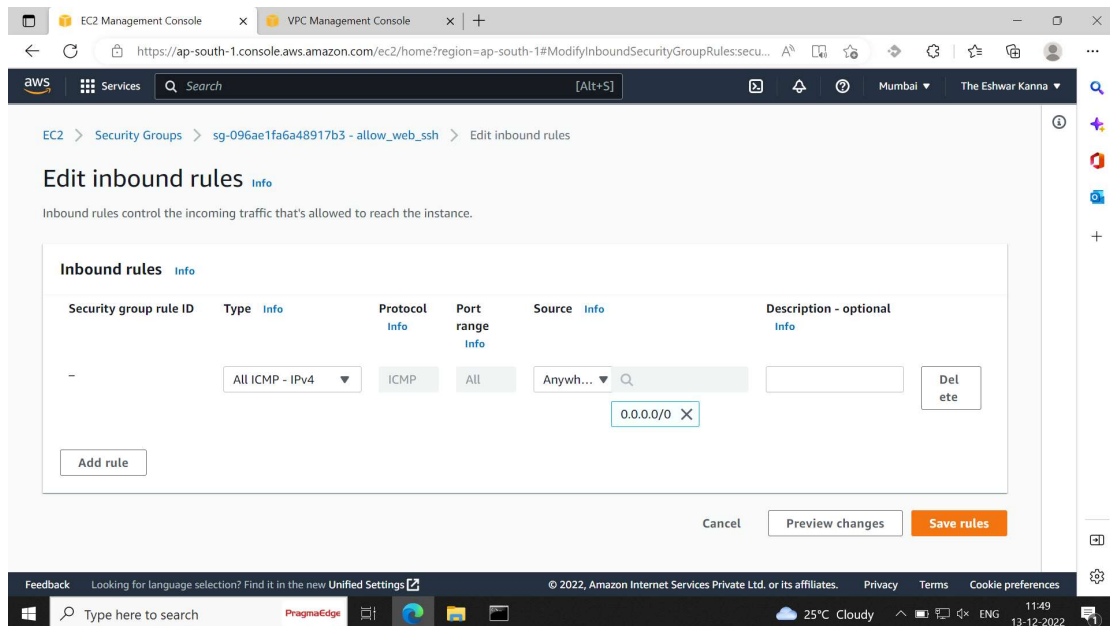 EC2 Management Console
VPC Management Console
https://ap-south-1.console.aws.amazon.com/ec2/home?region=ap-south-1#ModifyInboundSecurityGroupRules:secu...
aws Services Search [Alt+S] Mumbai The Eshwar Kanna
EC2 > Security Groups > sg-096ae1fa6a48917b3 - allow_web_ssh > Edit inbound rules
Edit inbound rules Info
Inbound rules control the incoming traffic that's allowed to reach the instance.
Inbound rules Info
Security group rule ID Type Info Protocol Info Port range Info Source Info Description - optional Info
– All ICMP - IPv4 ICMP All Anywh... Delete
0.0.0.0/0
Add rule
Cancel Preview changes Save rules
Feedback Looking for language selection? Find it in the new Unified Settings © 2022, Amazon Internet Services Private Ltd. or its affiliates. Privacy Terms Cookie preferences
Type here to search PragmaEdge 25°C Cloudy ENG 11:49
13-12-2022